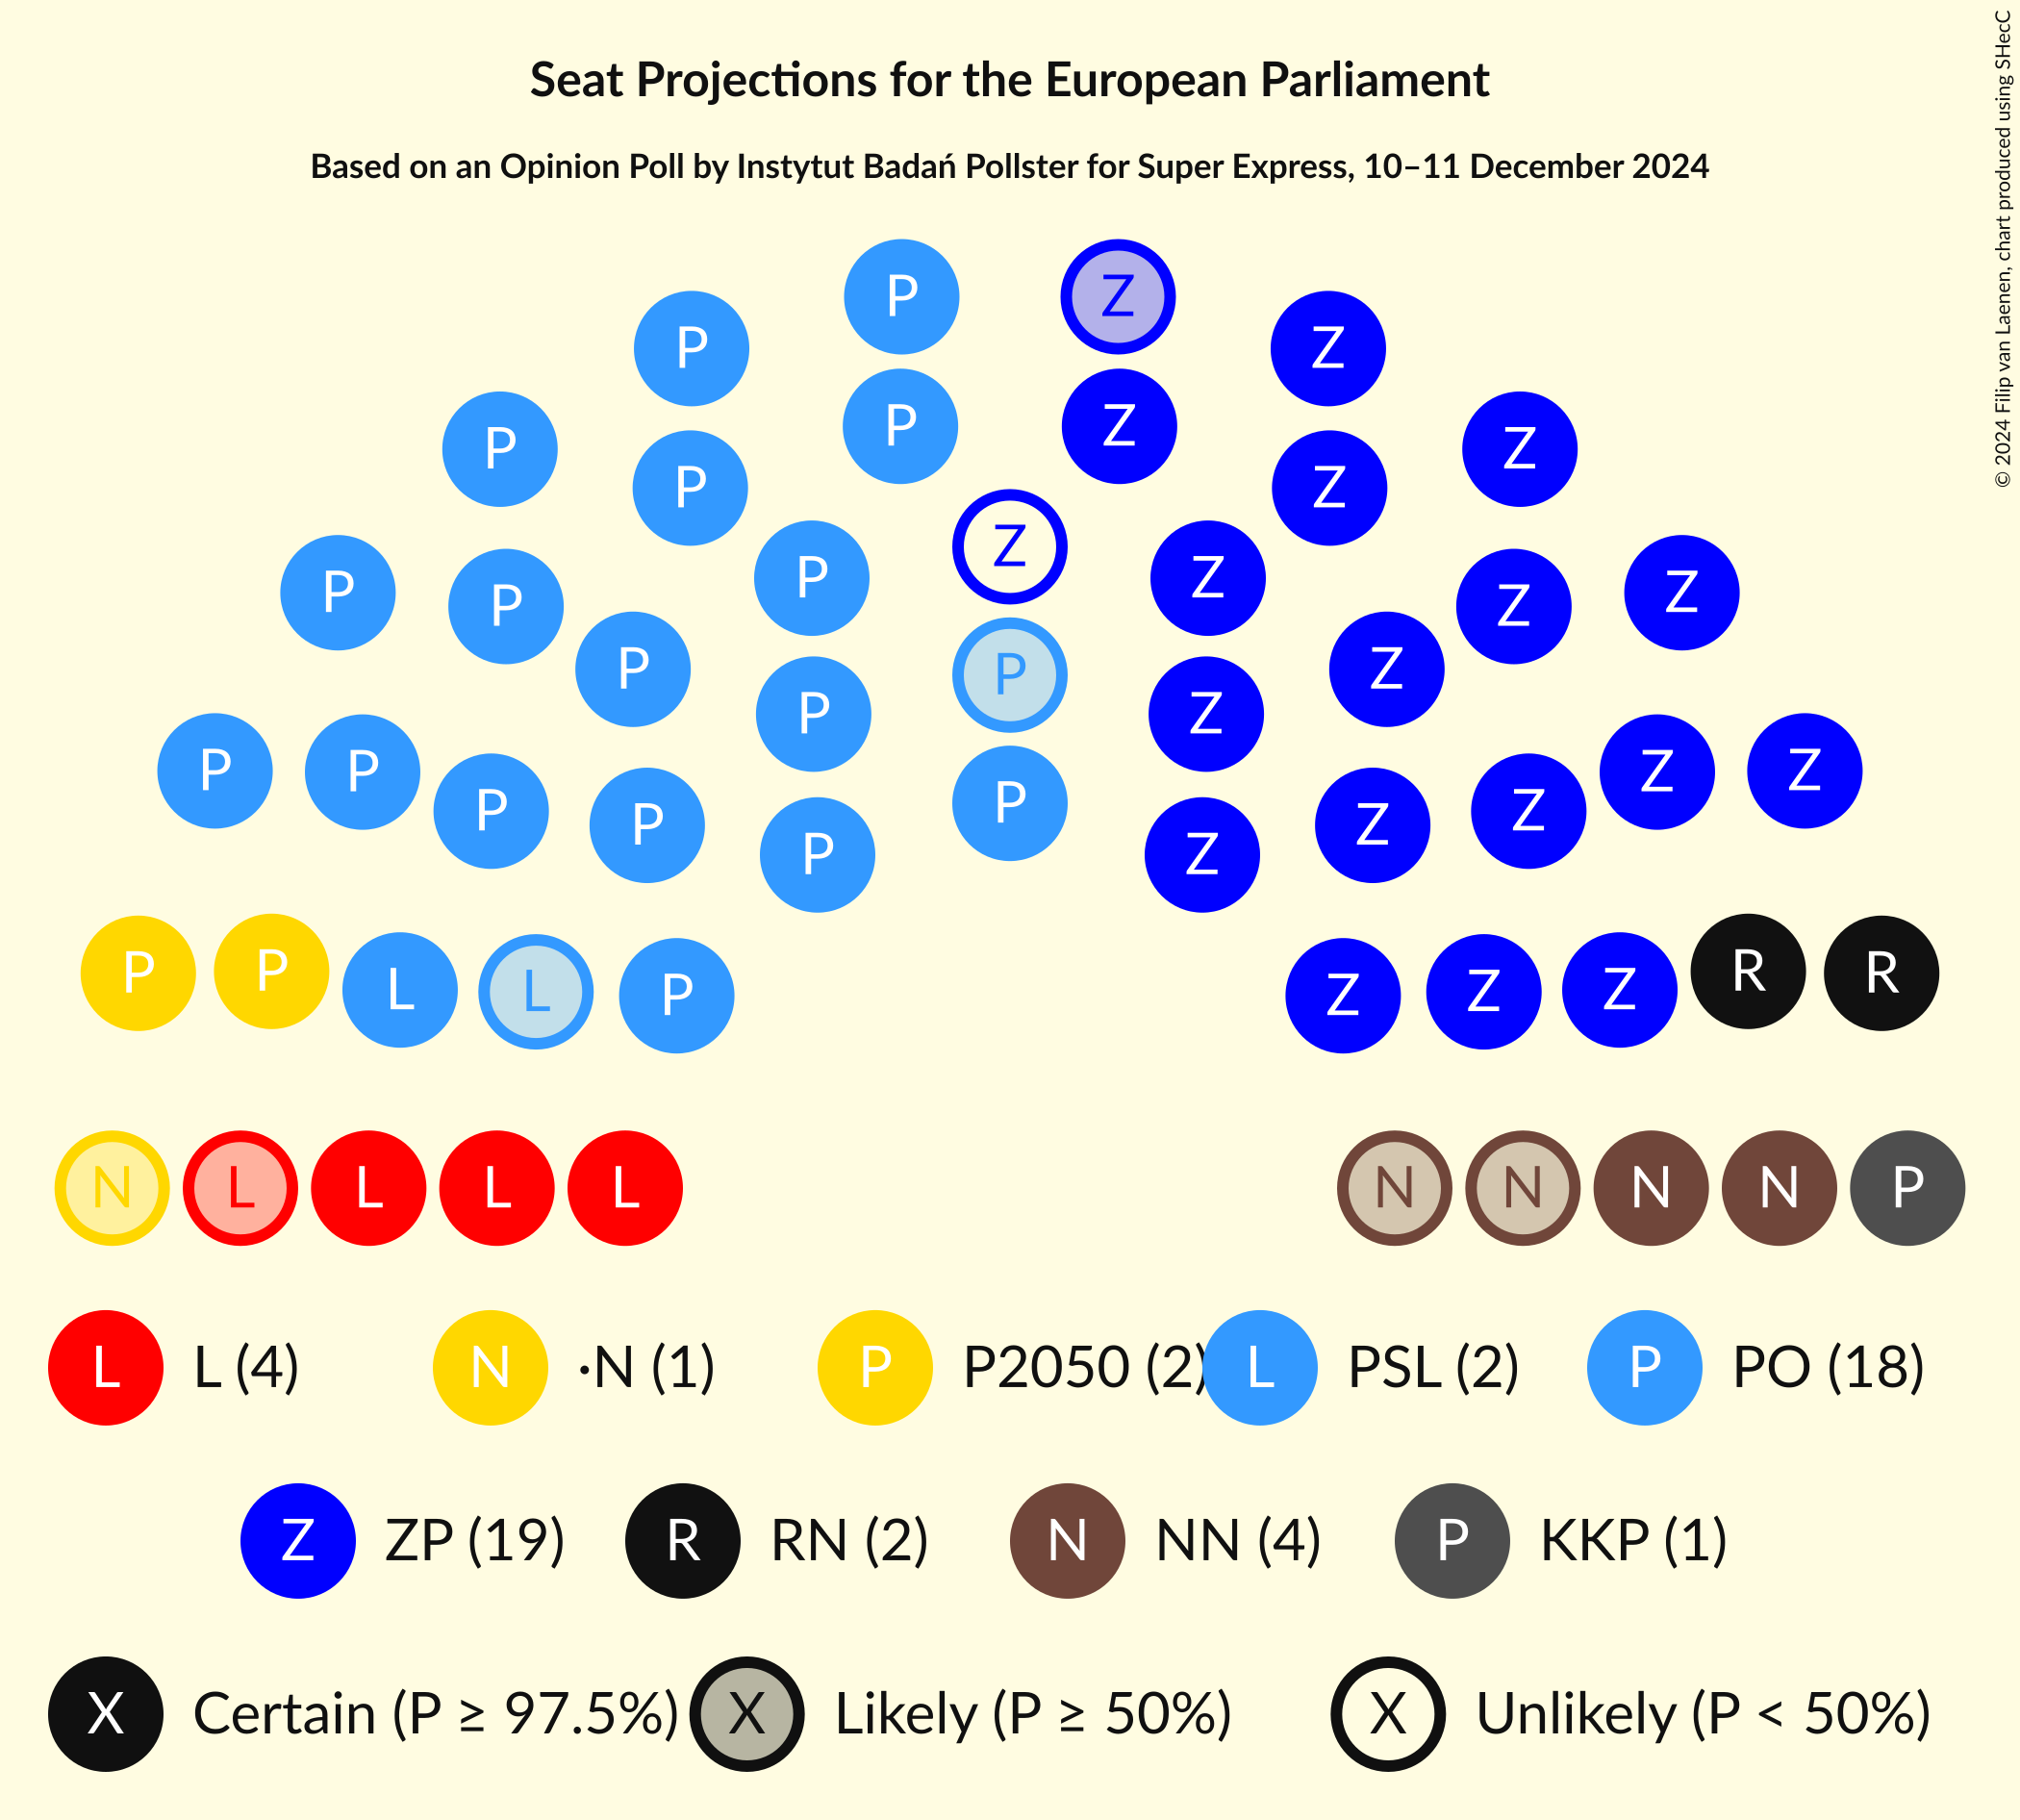 Seat Projections for the European Parliament
Based on an Opinion Poll by Instytut Badań Pollster for Super Express, 10–11 December 2024
© 2024 Filip van Laenen, chart produced using SHecC
P Z
P Z
P Z
P Z
P Z
Z
P Z
P Z
P Z
P Z
P
P Z
P Z
P P Z Z
P Z
P Z
P
P Z
P P L L P Z Z Z R R
N L L L L N N N N P
L L (4) N ·N (1) P P2050 (2) L PSL (2) P PO (18)
Z ZP (19) R RN (2) N NN (4) P KKP (1)
X Certain (P ≥ 97.5%) X Likely (P ≥ 50%) X Unlikely (P < 50%)